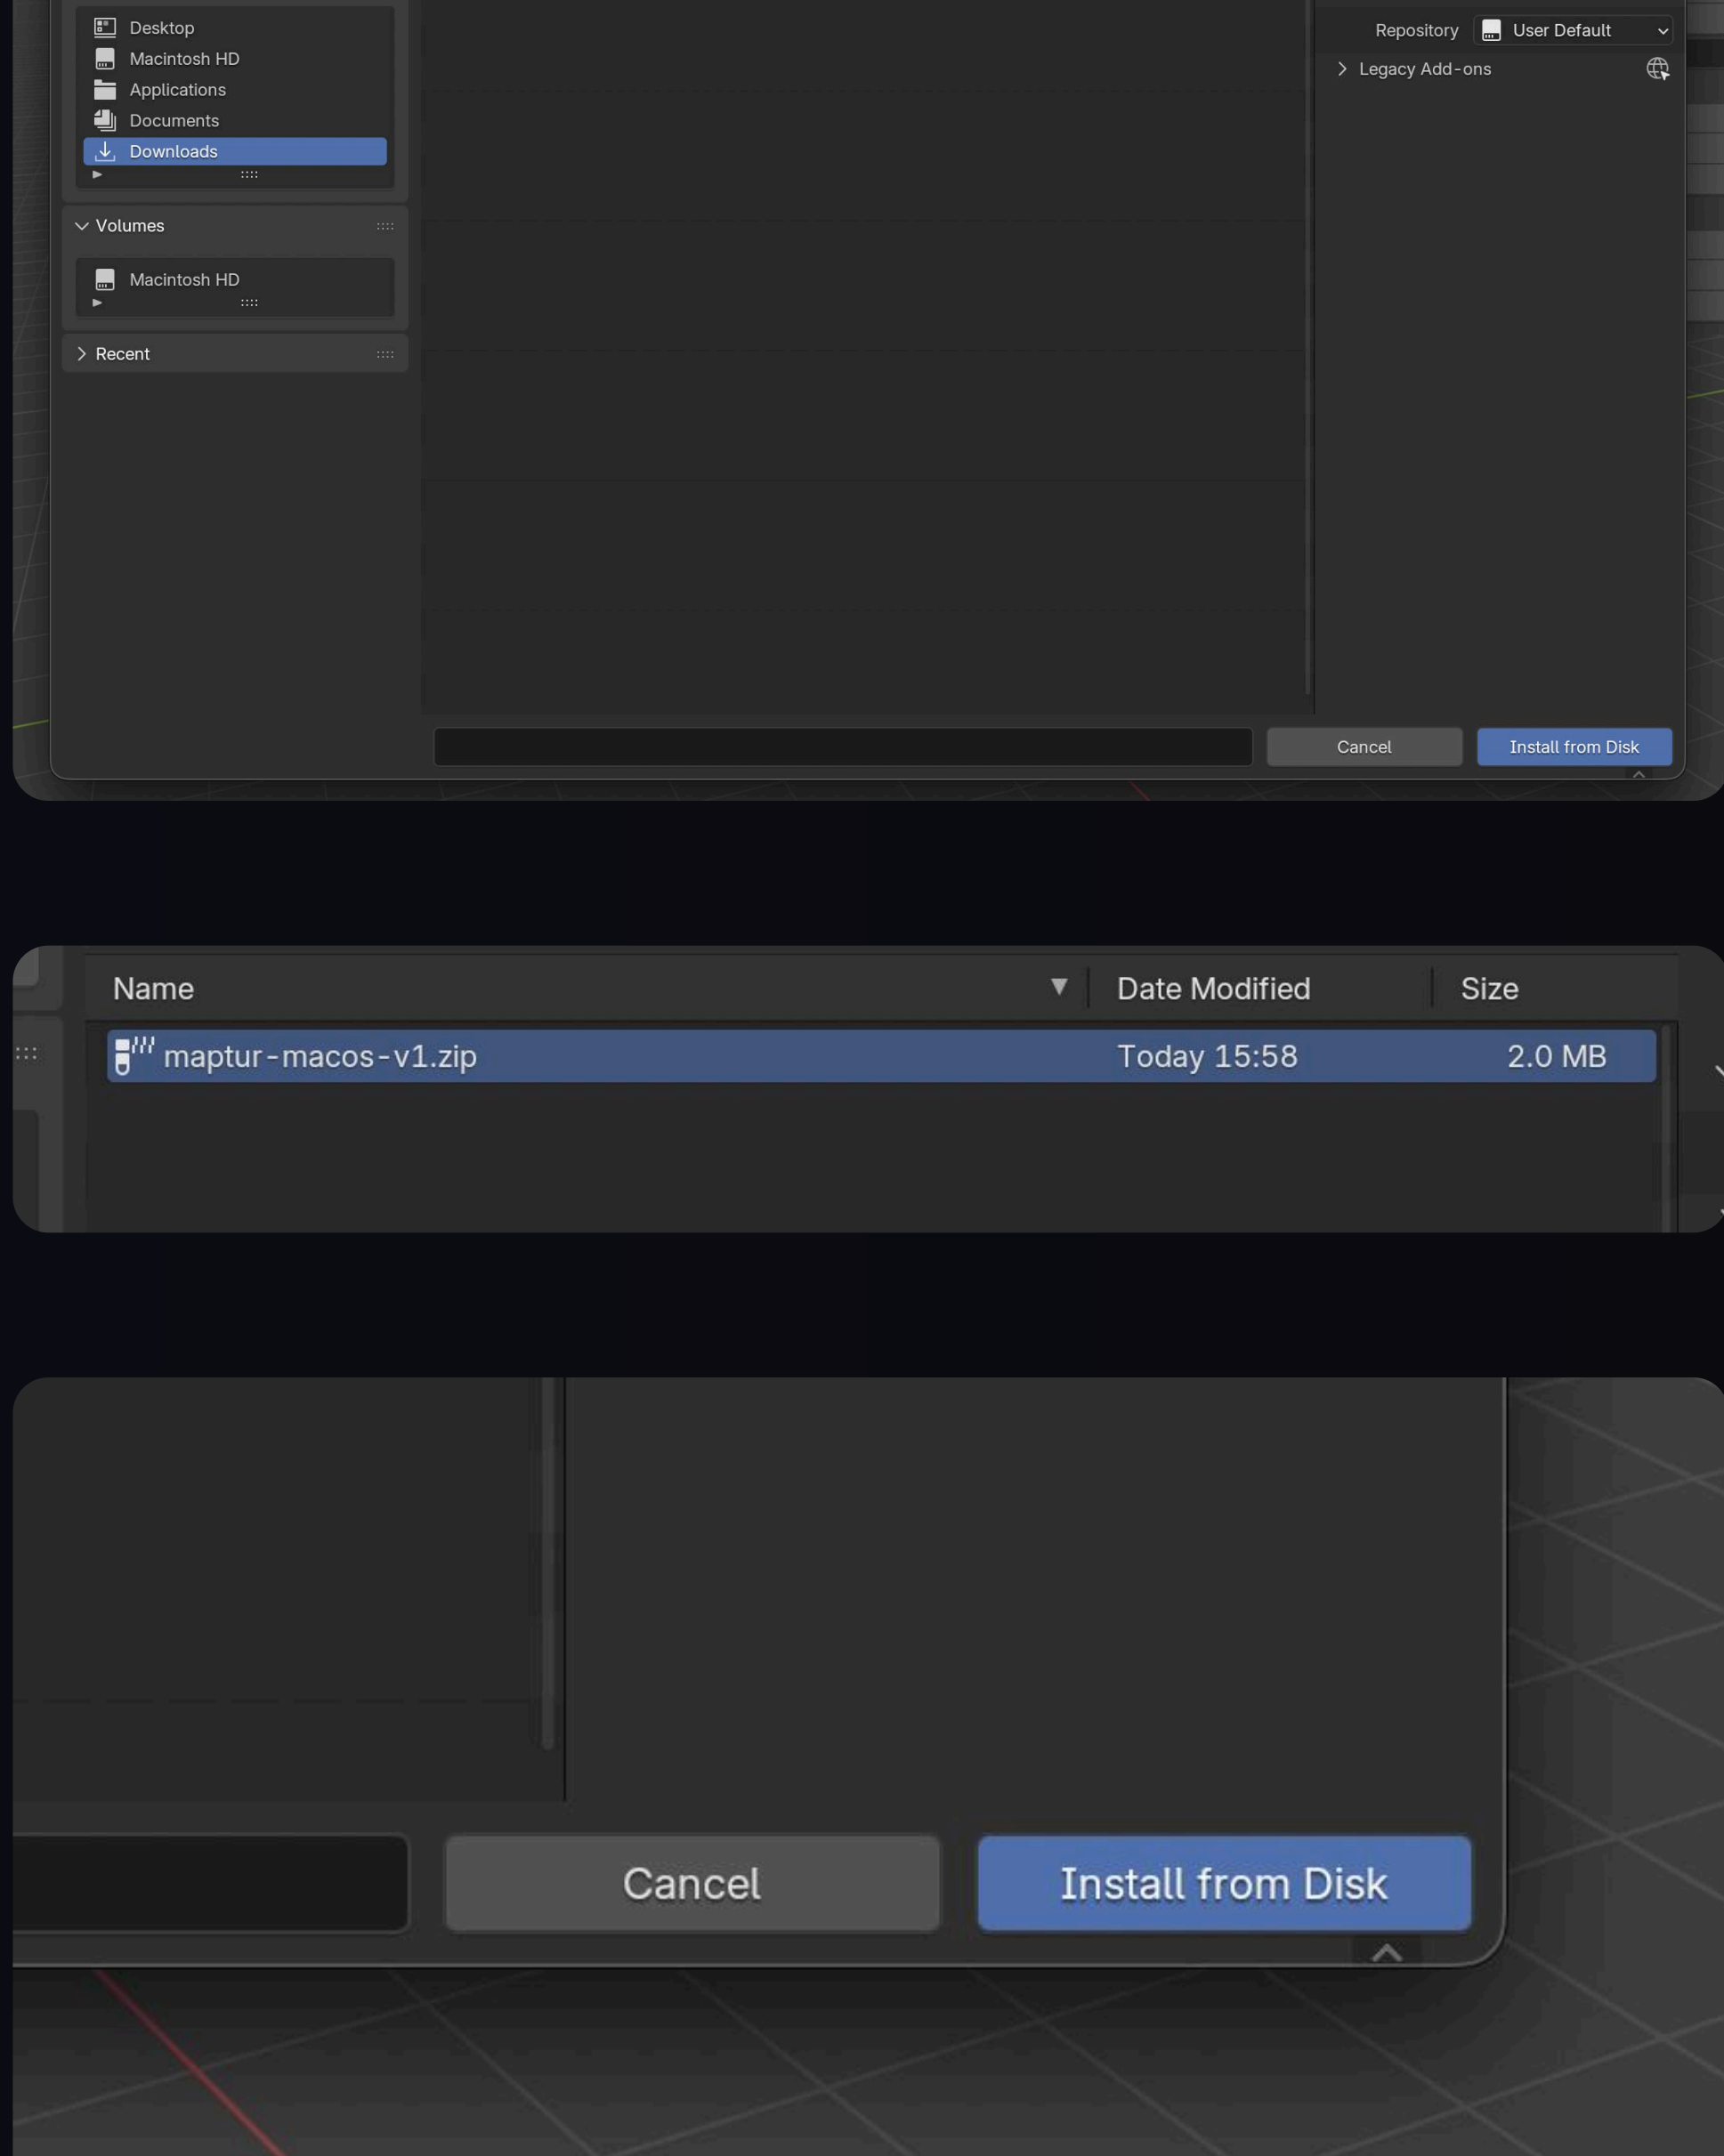 Desktop
Macintosh HD
Applications
Documents
Downloads
Volumes
Macintosh HD
Recent
Repository User Default
Legacy Add-ons
Cancel Install from Disk
Name Date Modified Size
maptur-macos-v1.zip Today 15:58 2.0 MB
Cancel Install from Disk